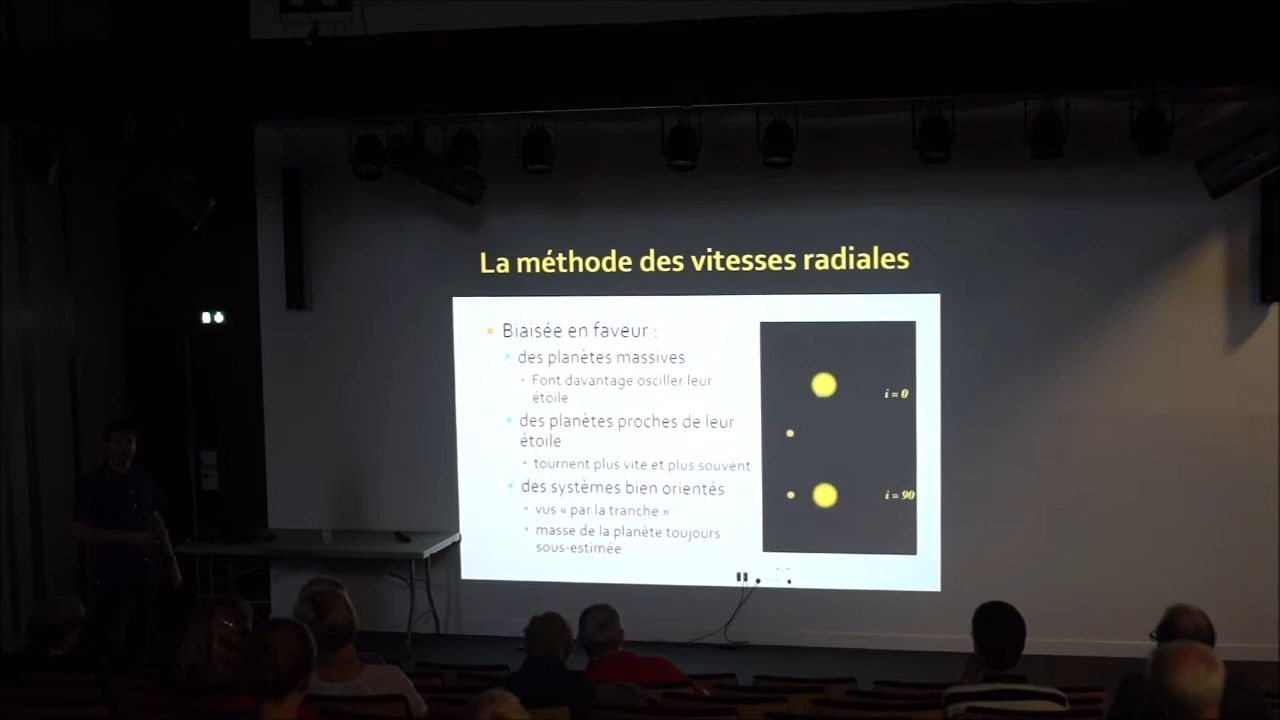 La méthode des vitesses radiales
Biaisée en faveur :
des planètes massives
Font davantage osciller leur
étoile
des planètes proches de leur
étoile
tournent plus vite et plus souvent
des systèmes bien orientés
vus « par la tranche »
masse de la planète toujours
sous-estimée
i = 0
i = 90